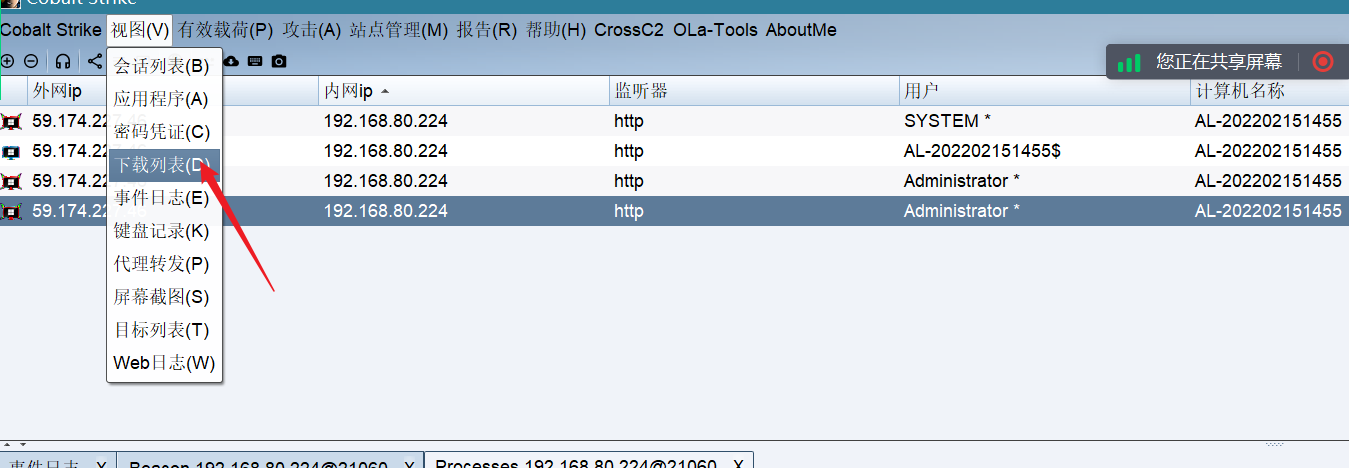 Cobalt Strike
Cobalt Strike 视图(V) 有效载荷(P) 攻击(A) 站点管理(M) 报告(R) 帮助(H) CrossC2 OLa-Tools AboutMe
您正在共享屏幕
外网ip 内网ip 监听器 用户 计算机名称
59.174.22 192.168.80.224 http SYSTEM * AL-202202151455
59.174.22 192.168.80.224 http AL-202202151455$ AL-202202151455
59.174.22 192.168.80.224 http Administrator * AL-202202151455
59.174.22 192.168.80.224 http Administrator * AL-202202151455
会话列表(B)
应用程序(A)
密码凭证(C)
下载列表(D)
事件日志(E)
键盘记录(K)
代理转发(P)
屏幕截图(S)
目标列表(T)
Web日志(W)
事件日志 X Beacon 192.168.80.224@21060 X Processes 192.168.80.224@21060 X